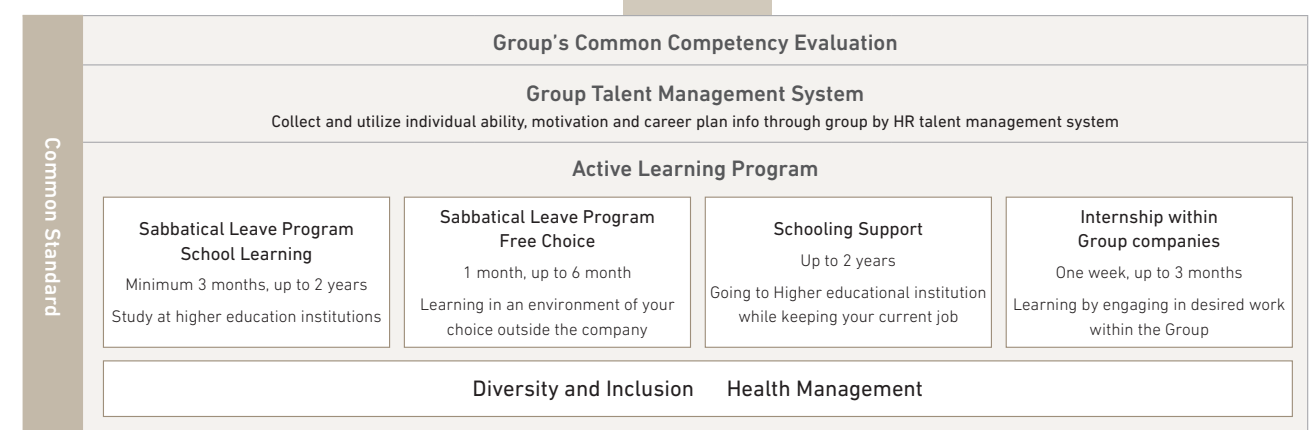 Common Standard
Group’s Common Competency Evaluation
Group Talent Management System
Collect and utilize individual ability, motivation and career plan info through group by HR talent management system
Active Learning Program
Sabbatical Leave Program
School Learning
Minimum 3 months, up to 2 years
Study at higher education institutions
Sabbatical Leave Program
Free Choice
1 month, up to 6 month
Learning in an environment of your
choice outside the company
Schooling Support
Up to 2 years
Going to Higher educational institution
while keeping your current job
Internship within
Group companies
One week, up to 3 months
Learning by engaging in desired work
within the Group
Diversity and Inclusion Health Management